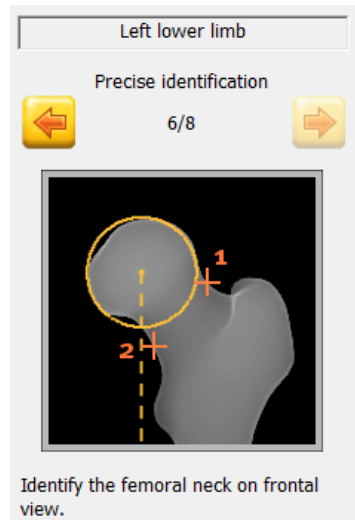 Left lower limb
Precise identification
6/8
1
2
Identify the femoral neck on frontal
view.